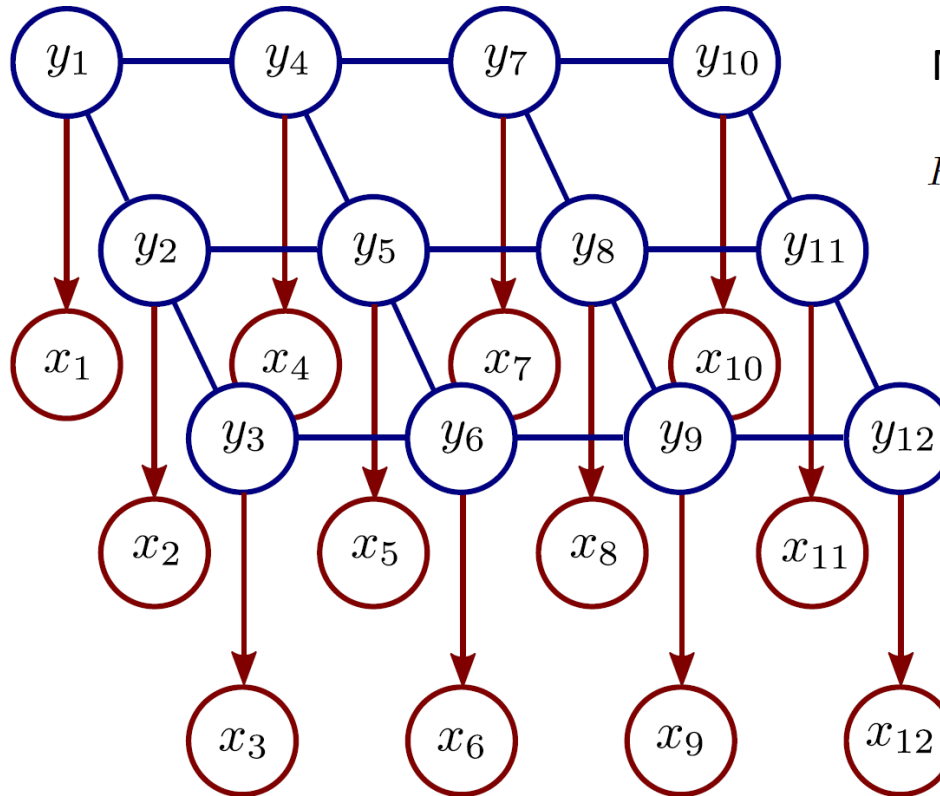 y₁ y₄ y₇ y₁₀
y₂ y₅ y₈ y₁₁
x₁ x₄ x₇ x₁₀
y₃ y₆ y₉ y₁₂
x₂ x₅ x₈ x₁₁
x₃ x₆ x₉ x₁₂